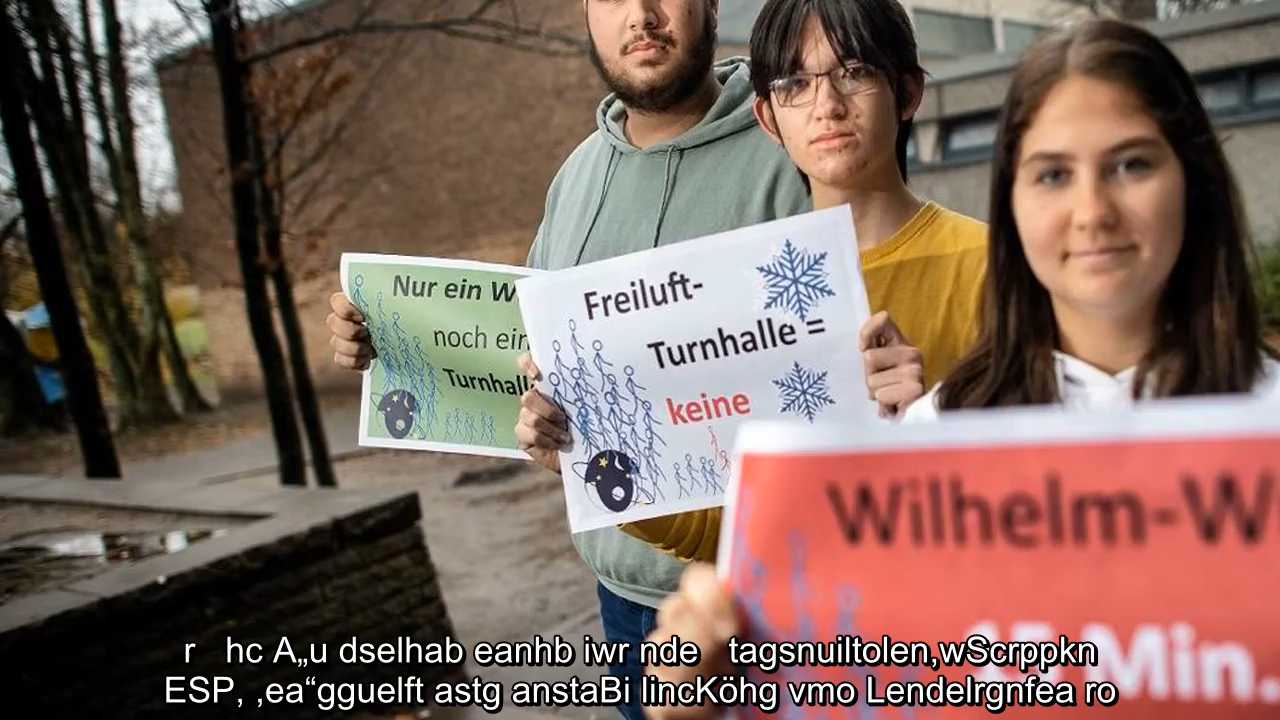 Nur ein W
noch ein
Turnhall
Freiluft-
Turnhalle =
keine
Wilhelm-W
15 Min.
r hc A„u dselhab eanhb iwr nde tagsnuiltolen,wScrppkn
ESP, ‚ea“gguelft astg anstaBi lincKöhg vmo Lendelrgnfea ro